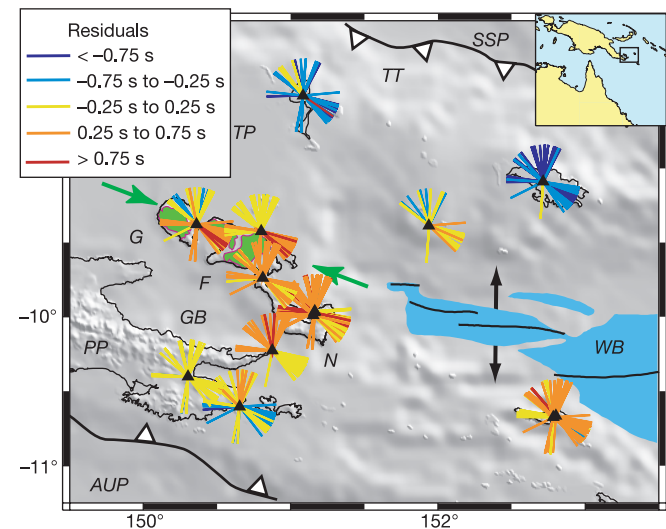 Residuals
< −0.75 s
−0.75 s to −0.25 s
−0.25 s to 0.25 s
0.25 s to 0.75 s
> 0.75 s
SSP
TT
TP
G
F
GB
PP
N
WB
AUP
−10°
−11°
150°
152°